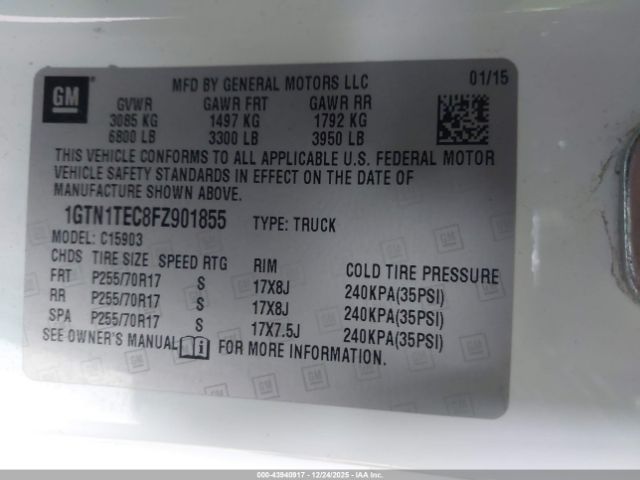 GM
MFD BY GENERAL MOTORS LLC 01/15
GVWR GAWR FRT GAWR RR
3085 KG 1497 KG 1792 KG
6800 LB 3300 LB 3950 LB
THIS VEHICLE CONFORMS TO ALL APPLICABLE U.S. FEDERAL MOTOR
VEHICLE SAFETY STANDARDS IN EFFECT ON THE DATE OF
MANUFACTURE SHOWN ABOVE.
1GTN1TEC8FZ901855 TYPE: TRUCK
MODEL: C15903
CHDS TIRE SIZE SPEED RTG RIM COLD TIRE PRESSURE
FRT P255/70R17 S 17X8J 240KPA(35PSI)
RR P255/70R17 S 17X8J 240KPA(35PSI)
SPA P255/70R17 S 17X7.5J 240KPA(35PSI)
SEE OWNER'S MANUAL i FOR MORE INFORMATION.
000-43940917 - 12/24/2025 - IAAI, Inc.